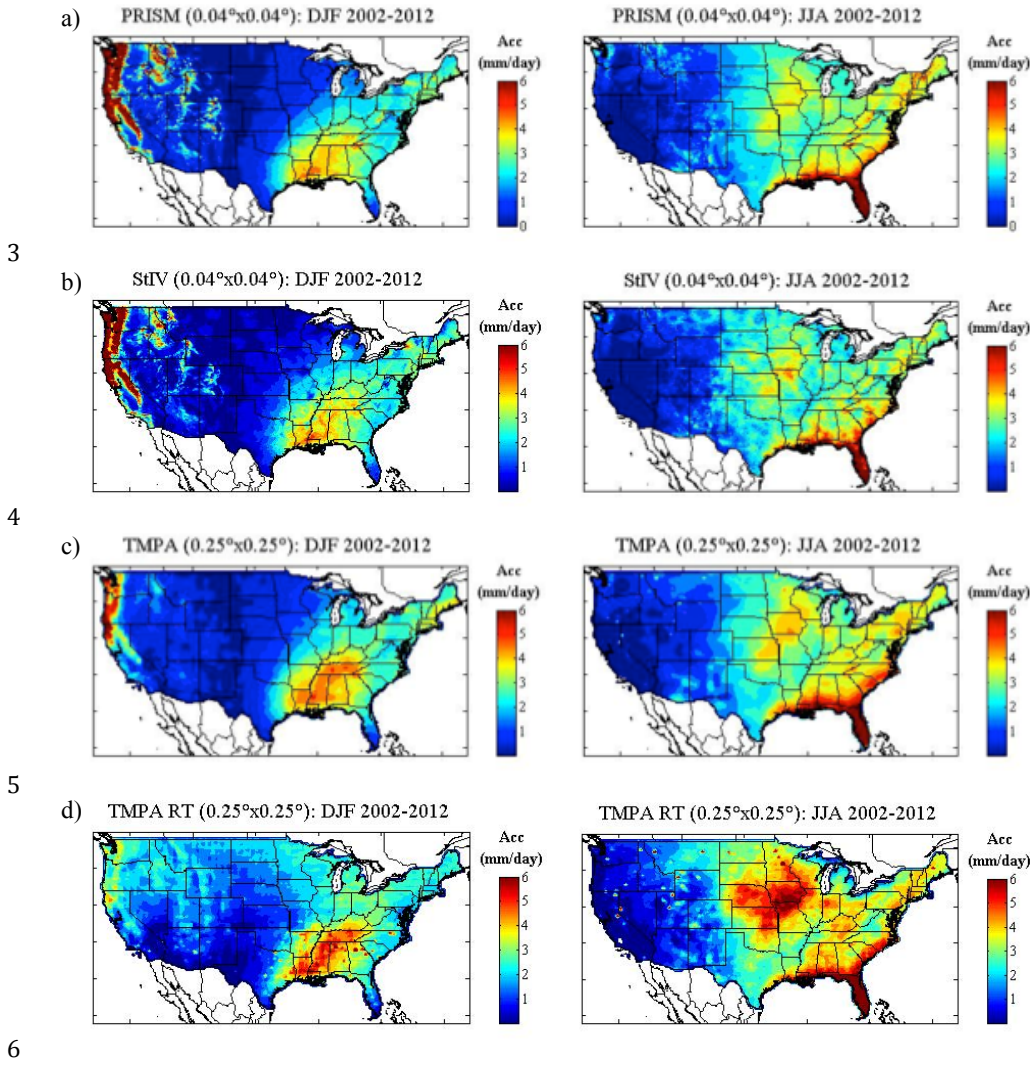 a) PRISM (0.04°x0.04°): DJF 2002-2012
Acc
(mm/day)
6
5
4
3
2
1
0
PRISM (0.04°x0.04°): JJA 2002-2012
Acc
(mm/day)
6
5
4
3
2
1
0
3
b) StIV (0.04°x0.04°): DJF 2002-2012
Acc
(mm/day)
6
5
4
3
2
1
StIV (0.04°x0.04°): JJA 2002-2012
Acc
(mm/day)
6
5
4
3
2
1
4
c) TMPA (0.25°x0.25°): DJF 2002-2012
Acc
(mm/day)
6
5
4
3
2
1
TMPA (0.25°x0.25°): JJA 2002-2012
Acc
(mm/day)
6
5
4
3
2
1
5
d) TMPA RT (0.25°x0.25°): DJF 2002-2012
Acc
(mm/day)
6
5
4
3
2
1
TMPA RT (0.25°x0.25°): JJA 2002-2012
Acc
(mm/day)
6
5
4
3
2
1
6